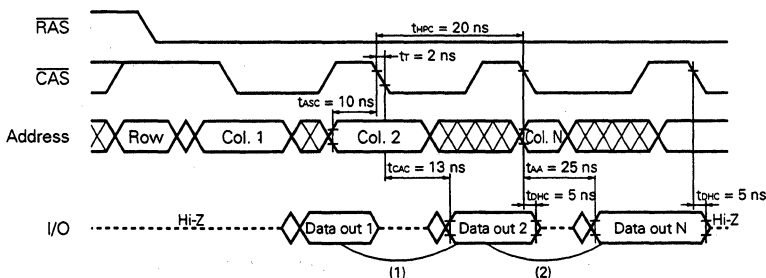 RAS
tHPC = 20 ns
tT = 2 ns
CAS
tASC = 10 ns
Address Row Col. 1 Col. 2 Col. N
tCAC = 13 ns tAA = 25 ns
tDHC = 5 ns tDHC = 5 ns
I/O Hi-Z Data out 1 Data out 2 Data out N Hi-Z
(1) (2)